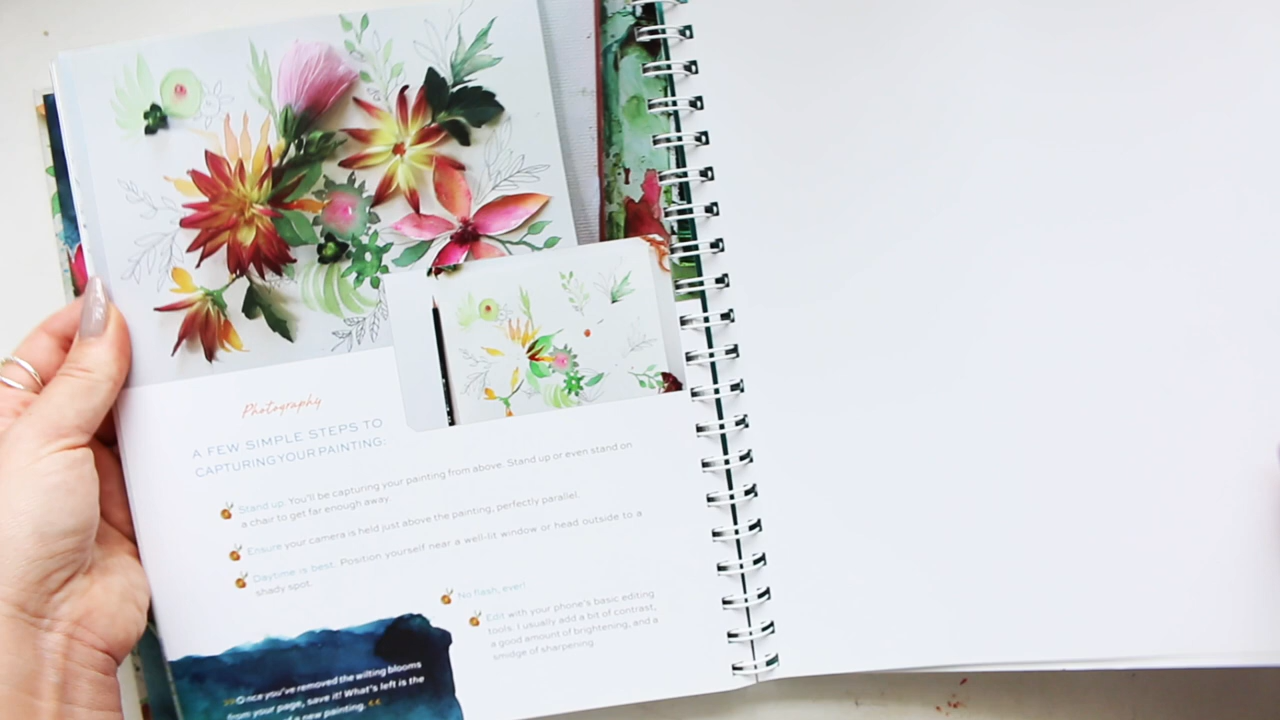 Photography
A FEW SIMPLE STEPS TO
CAPTURING YOUR PAINTING:
Stand up. You'll be capturing your painting from above. Stand up or even stand on
a chair to get far enough away.
Ensure your camera is held just above the painting, perfectly parallel.
Daytime is best. Position yourself near a well-lit window or head outside to a
shady spot.
No flash, ever!
Edit with your phone's basic editing
tools. I usually add a bit of contrast,
a good amount of brightening, and a
smidge of sharpening.
Once you've removed the wilting blooms
from your page, save it! What's left is the
of a new painting.